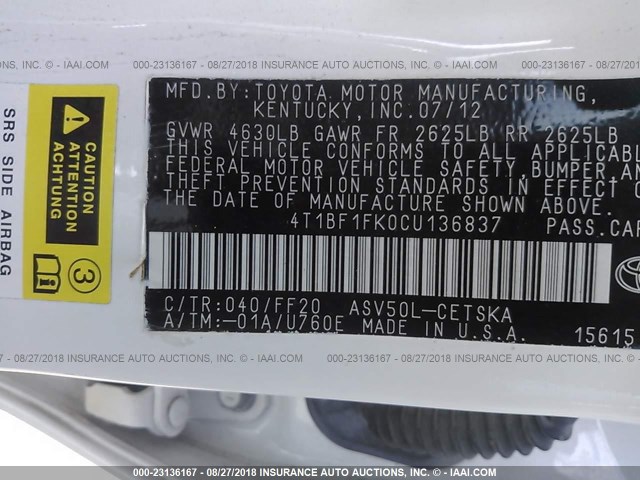 000-23136167 - 08/27/2018 INSURANCE AUTO AUCTIONS, INC. - © - IAAI.COM
MFD.BY:TOYOTA MOTOR MANUFACTURING,
KENTUCKY,INC.07/12
GVWR 4630LB GAWR FR 2625LB RR 2625LB
THIS VEHICLE CONFORMS TO ALL APPLICABL
FEDERAL MOTOR VEHICLE SAFETY,BUMPER,AN
THEFT PREVENTION STANDARDS IN EFFECT
THE DATE OF MANUFACTURE SHOWN ABOVE.
4T1BF1FK0CU136837 PASS.CAR
C/TR:040/FF20 ASV50L-CETSKA
A/TM:-01A/U760E MADE IN U.S.A.
15615
TOYOTA
SRS SIDE AIRBAG
CAUTION
ATTENTION
ACHTUNG
3
000-23136167 - 08/27/2018 INSURANCE AUTO AUCTIONS, INC. - © - IAAI.COM
000-23136167 - 08/27/2018 INSURANCE AUTO AUCTIONS, INC. - © - IAAI.COM